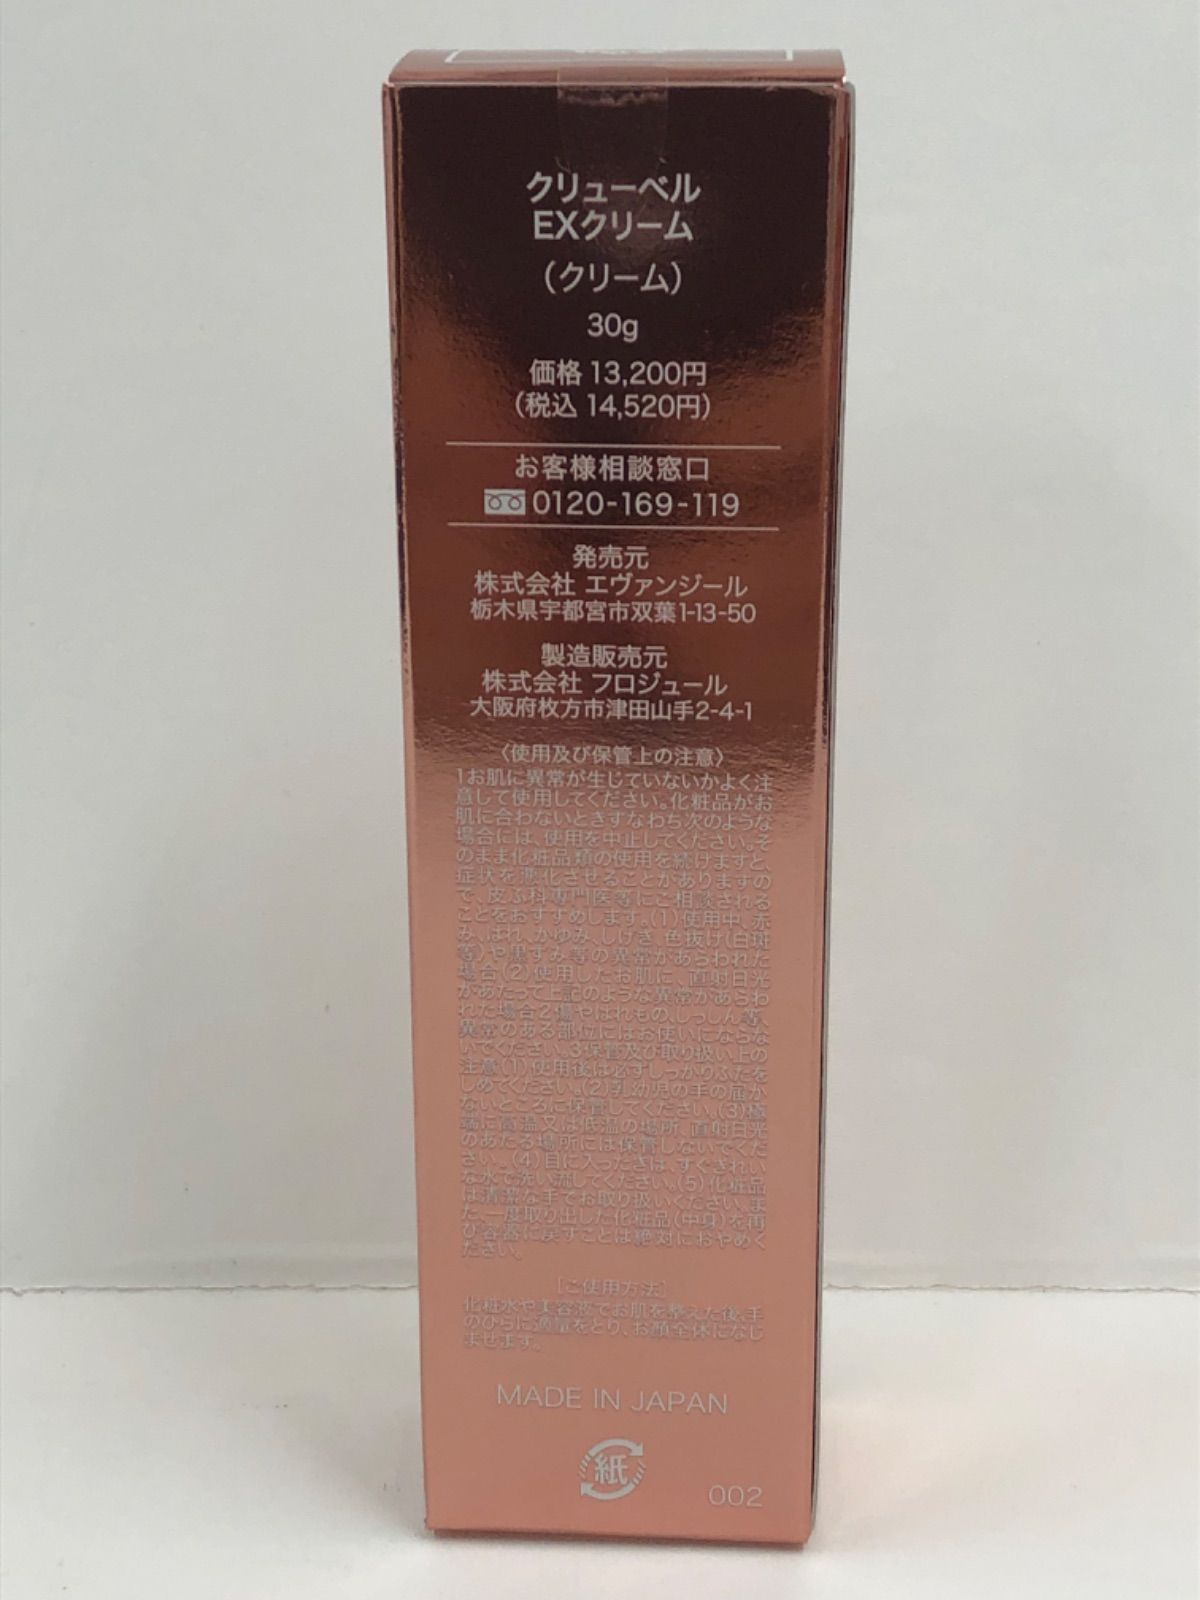 クリューベル
EXクリーム
（クリーム）
30g
価格 13,200円
（税込 14,520円）
お客様相談窓口
0120-169-119
発売元
株式会社 エヴァンジール
栃木県宇都宮市双葉1-13-50
製造販売元
株式会社 フロジュール
大阪府枚方市津田山手2-4-1
〈使用及び保管上の注意〉
1お肌に異常が生じていないかよく注
意して使用してください。化粧品がお
肌に合わないときすなわち次のような
場合には、使用を中止してください。そ
のまま化粧品類の使用を続けますと、
症状を悪化させることがありますの
で、皮ふ科専門医等にご相談される
ことをおすすめします。(1)使用中、赤
み、はれ、かゆみ、しげき、色抜け(白斑
等)や黒ずみ等の異常があらわれた
場合(2)使用したお肌に、直射日光
があたって上記のような異常があらわ
れた場合2傷やはれもの、しっしん等、
異常のある部位にはお使いにならな
いでください。3保管及び取り扱い上の
注意(1)使用後は必ずしっかりふたを
しめてください。(2)乳幼児の手の届か
ないところに保管してください。(3)極
端に高温又は低温の場所、直射日光
のあたる場所には保管しないでくだ
さい。(4)目に入ったさは、すぐきれい
な水で洗い流してください。(5)化粧品
は清潔な手でお取り扱いください。ま
た、一度取り出した化粧品(中身)を再
び容器に戻すことは絶対におやめく
ださい。
［ご使用方法］
化粧水や美容液でお肌を整えた後、手
のひらに適量をとり、お顔全体になじ
ませます。
MADE IN JAPAN
紙
002